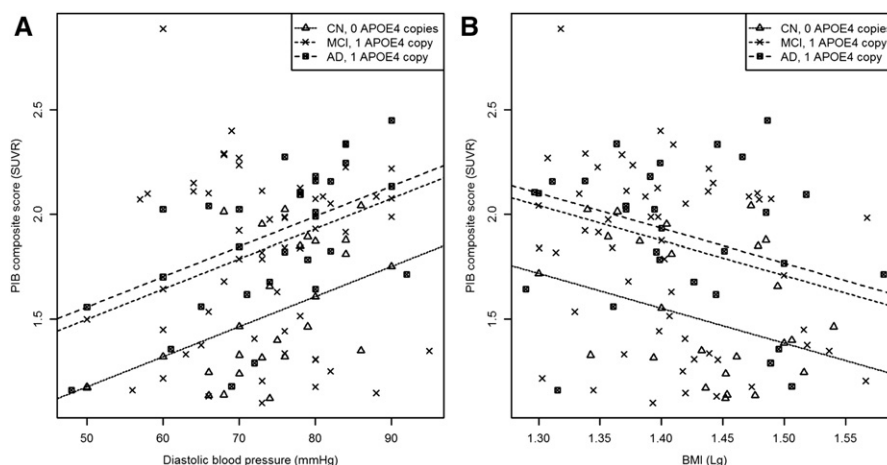 A
CN, 0 APOE4 copies
MCI, 1 APOE4 copy
AD, 1 APOE4 copy
PIB composite score (SUVR)
2.5
2.0
1.5
50 60 70 80 90
Diastolic blood pressure (mmHg)
B
CN, 0 APOE4 copies
MCI, 1 APOE4 copy
AD, 1 APOE4 copy
PIB composite score (SUVR)
2.5
2.0
1.5
1.30 1.35 1.40 1.45 1.50 1.55
BMI (Lg)